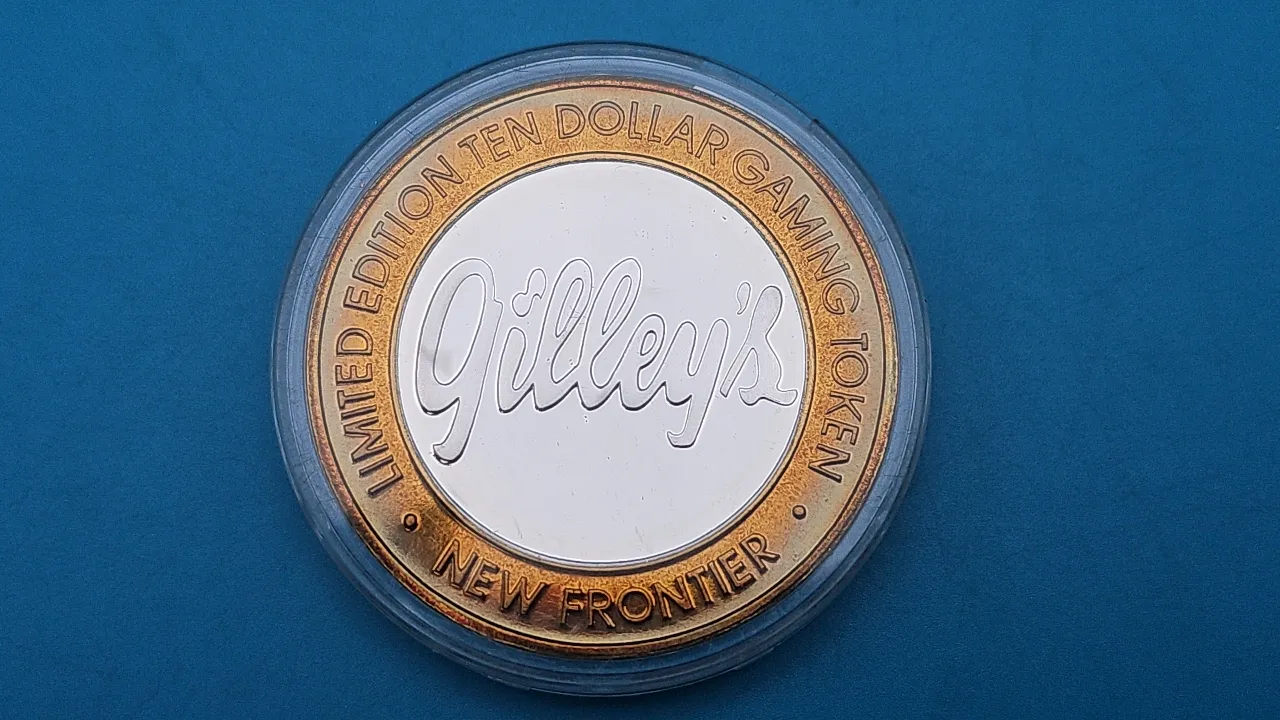 LIMITED EDITION TEN DOLLAR GAMING TOKEN
gilley's
• NEW FRONTIER •